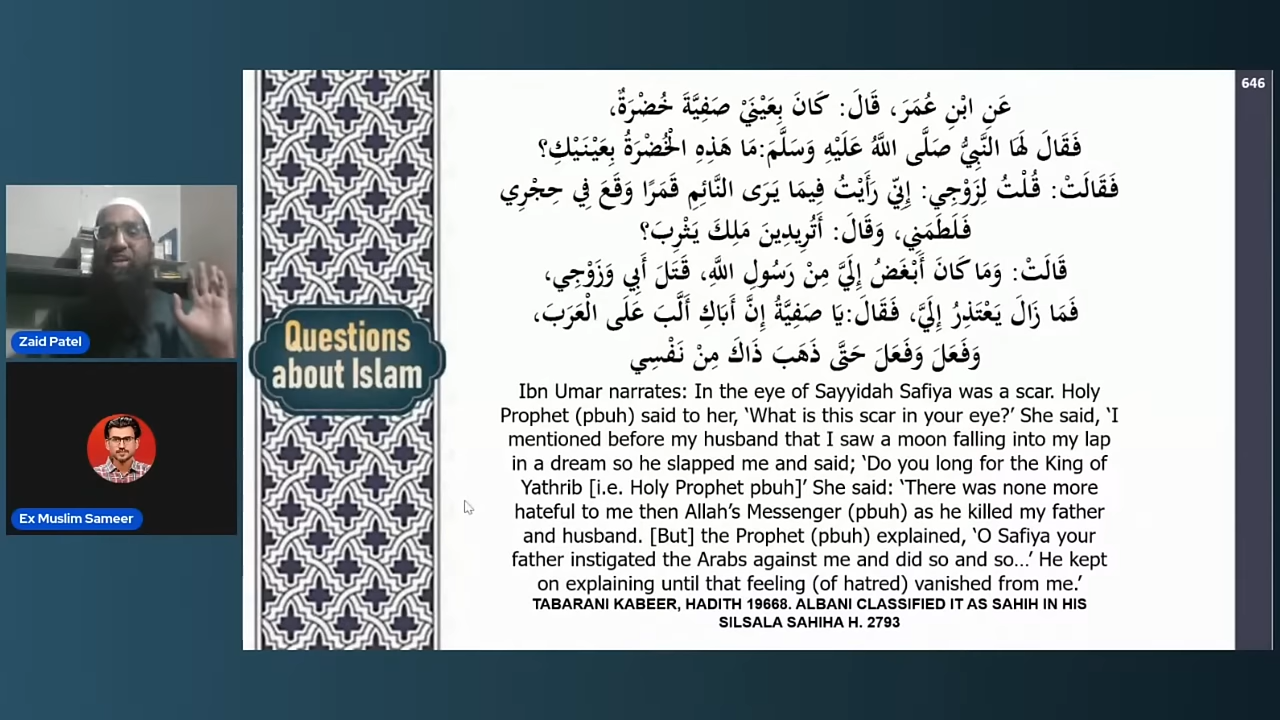 646
عَنِ ابْنِ عُمَرَ، قَالَ: كَانَ بِعَيْنَيْ صَفِيَّةَ خُضْرَةٌ،
فَقَالَ لَهَا النَّبِيُّ صَلَّى اللَّهُ عَلَيْهِ وَسَلَّمَ:مَا هَذِهِ الْخُضْرَةُ بِعَيْنَيْكِ؟
فَقَالَتْ: قُلْتُ لِزَوْجِي: إِنِّي رَأَيْتُ فِيمَا يَرَى النَّائِمِ قَمَرًا وَقَعَ فِي حِجْرِي
فَلَطَمَنِي، وَقَالَ: أَتُرِيدِينَ مَلِكَ يَثْرِبَ؟
قَالَتْ: وَمَا كَانَ أَبْغَضُ إِلَيَّ مِنْ رَسُولِ اللَّهِ، قَتَلَ أَبِي وَزَوْجِي،
فَمَا زَالَ يَعْتَذِرُ إِلَيَّ، فَقَالَ:يَا صَفِيَّةُ إِنَّ أَبَاكِ أَلَّبَ عَلَى الْعَرَبَ،
وَفَعَلَ وَفَعَلَ حَتَّى ذَهَبَ ذَاكَ مِنْ نَفْسِي
Ibn Umar narrates: In the eye of Sayyidah Safiya was a scar. Holy
Prophet (pbuh) said to her, ‘What is this scar in your eye?’ She said, ‘I
mentioned before my husband that I saw a moon falling into my lap
in a dream so he slapped me and said; ‘Do you long for the King of
Yathrib [i.e. Holy Prophet pbuh]’ She said: ‘There was none more
hateful to me then Allah’s Messenger (pbuh) as he killed my father
and husband. [But] the Prophet (pbuh) explained, ‘O Safiya your
father instigated the Arabs against me and did so and so…’ He kept
on explaining until that feeling (of hatred) vanished from me.’
TABARANI KABEER, HADITH 19668. ALBANI CLASSIFIED IT AS SAHIH IN HIS
SILSALA SAHIHA H. 2793
Questions
about Islam
Zaid Patel
Ex Muslim Sameer